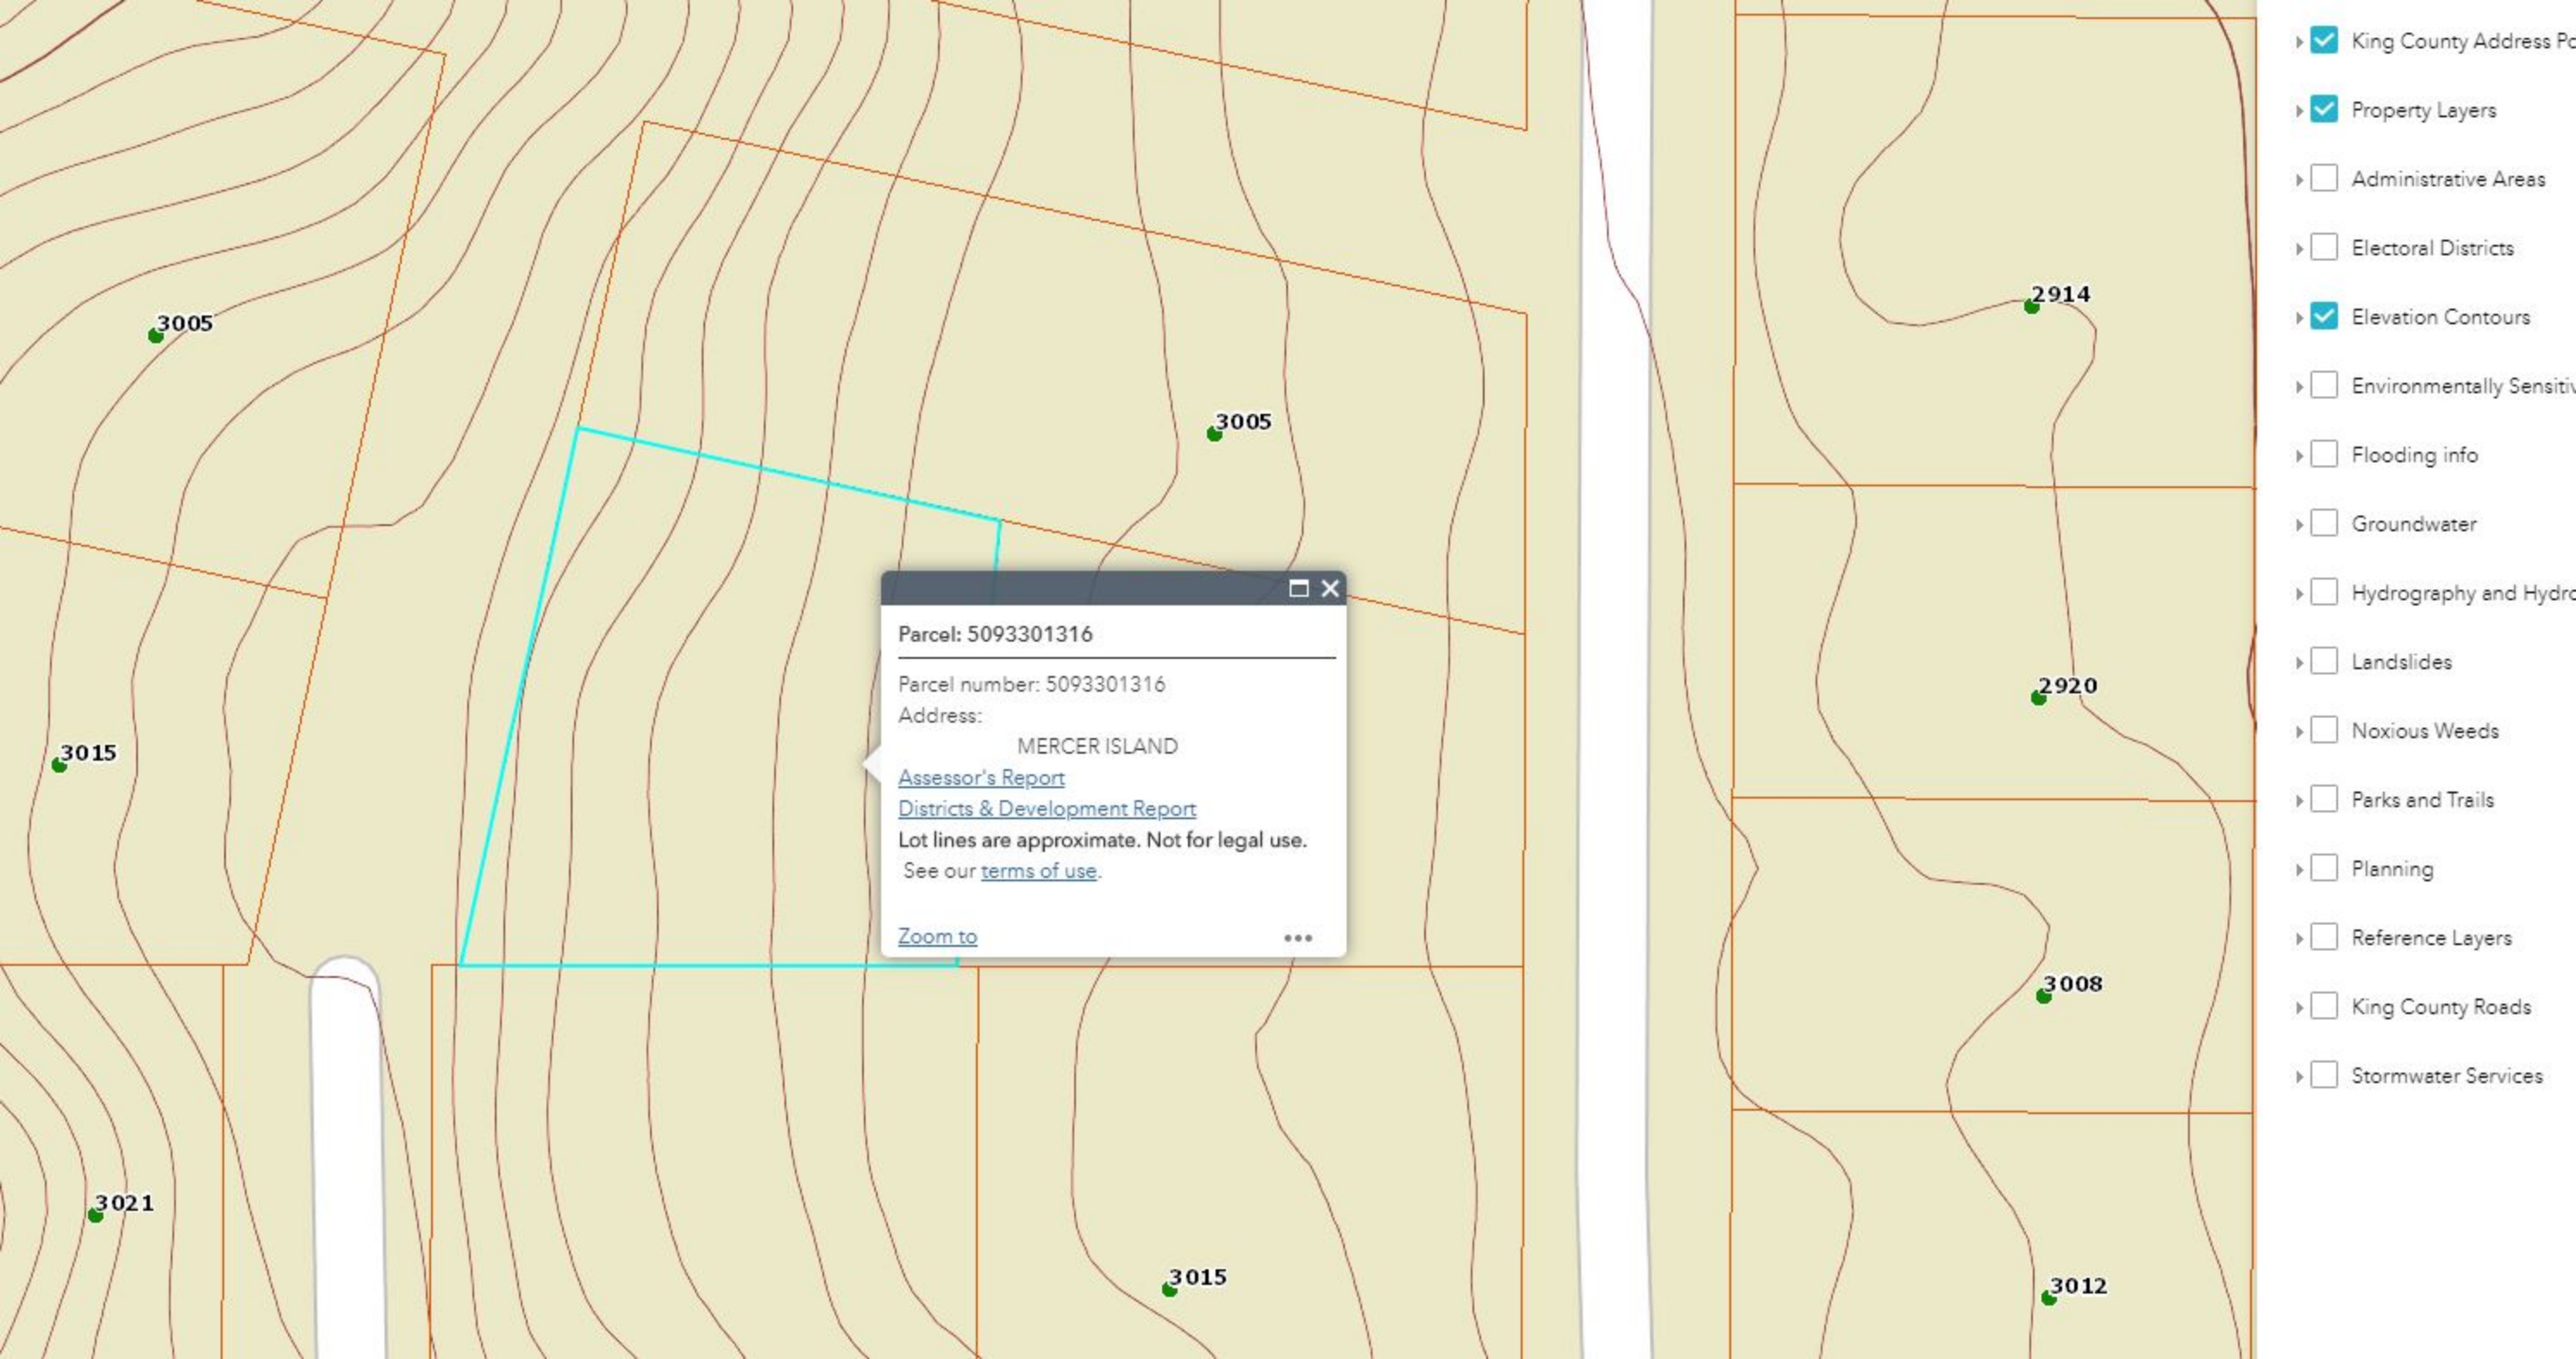 3005
3015
3021
3005
Parcel: 5093301316
Parcel number: 5093301316
Address:
MERCER ISLAND
Assessor's Report
Districts & Development Report
Lot lines are approximate. Not for legal use.
See our terms of use.
Zoom to
3015
2914
2920
3008
3012
King County Address
Property Layers
Administrative Areas
Electoral Districts
Elevation Contours
Environmentally
Flooding info
Groundwater
Hydrography and
Landslides
Noxious Weeds
Parks and Trails
Planning
Reference Layers
King County Roads
Stormwater Services